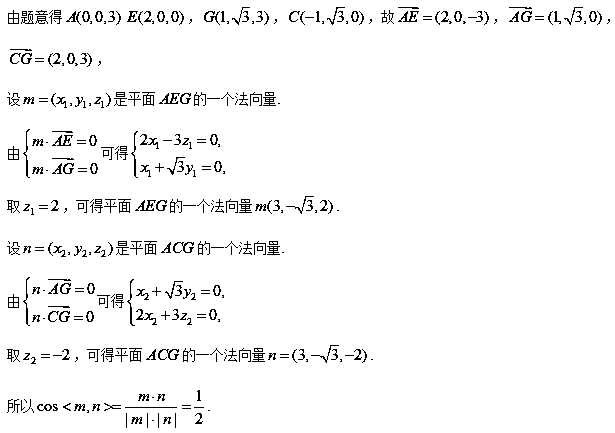 由题意得 A(0,0,3) E(2,0,0)，G(1,√3,3)，C(−1,√3,0)，故 \overrightarrow{AE}=(2,0,−3)，\overrightarrow{AG}=(1,√3,0)，
\overrightarrow{CG}=(2,0,3)，
设 m=(x₁,y₁,z₁) 是平面 AEG 的一个法向量.
由 { m·\overrightarrow{AE}=0 m·\overrightarrow{AG}=0 可得 { 2x₁−3z₁=0, x₁+√3y₁=0,
取 z₁=2，可得平面 AEG 的一个法向量 m(3,−√3,2).
设 n=(x₂,y₂,z₂) 是平面 ACG 的一个法向量.
由 { n·\overrightarrow{AG}=0 n·\overrightarrow{CG}=0 可得 { x₂+√3y₂=0, 2x₂+3z₂=0,
取 z₂=−2，可得平面 ACG 的一个法向量 n=(3,−√3,−2).
所以 cos<m,n>=\frac{m·n}{|m|·|n|}=\frac{1}{2}.